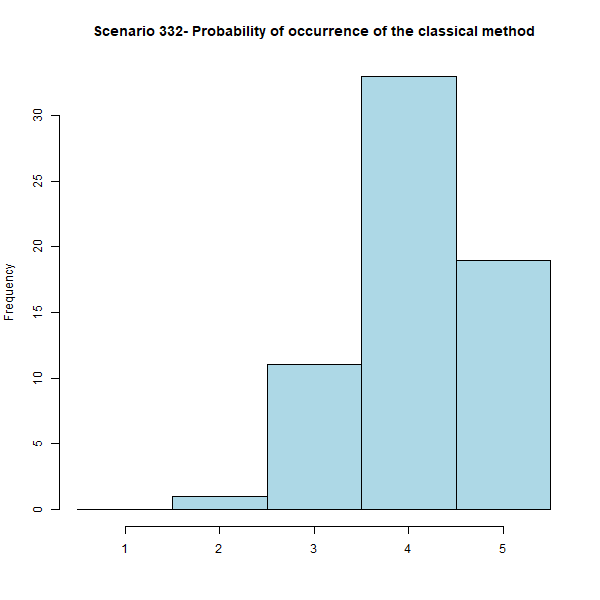 Scenario 332- Probability of occurrence of the classical method
Frequency
30
25
20
15
10
5
0
1 2 3 4 5